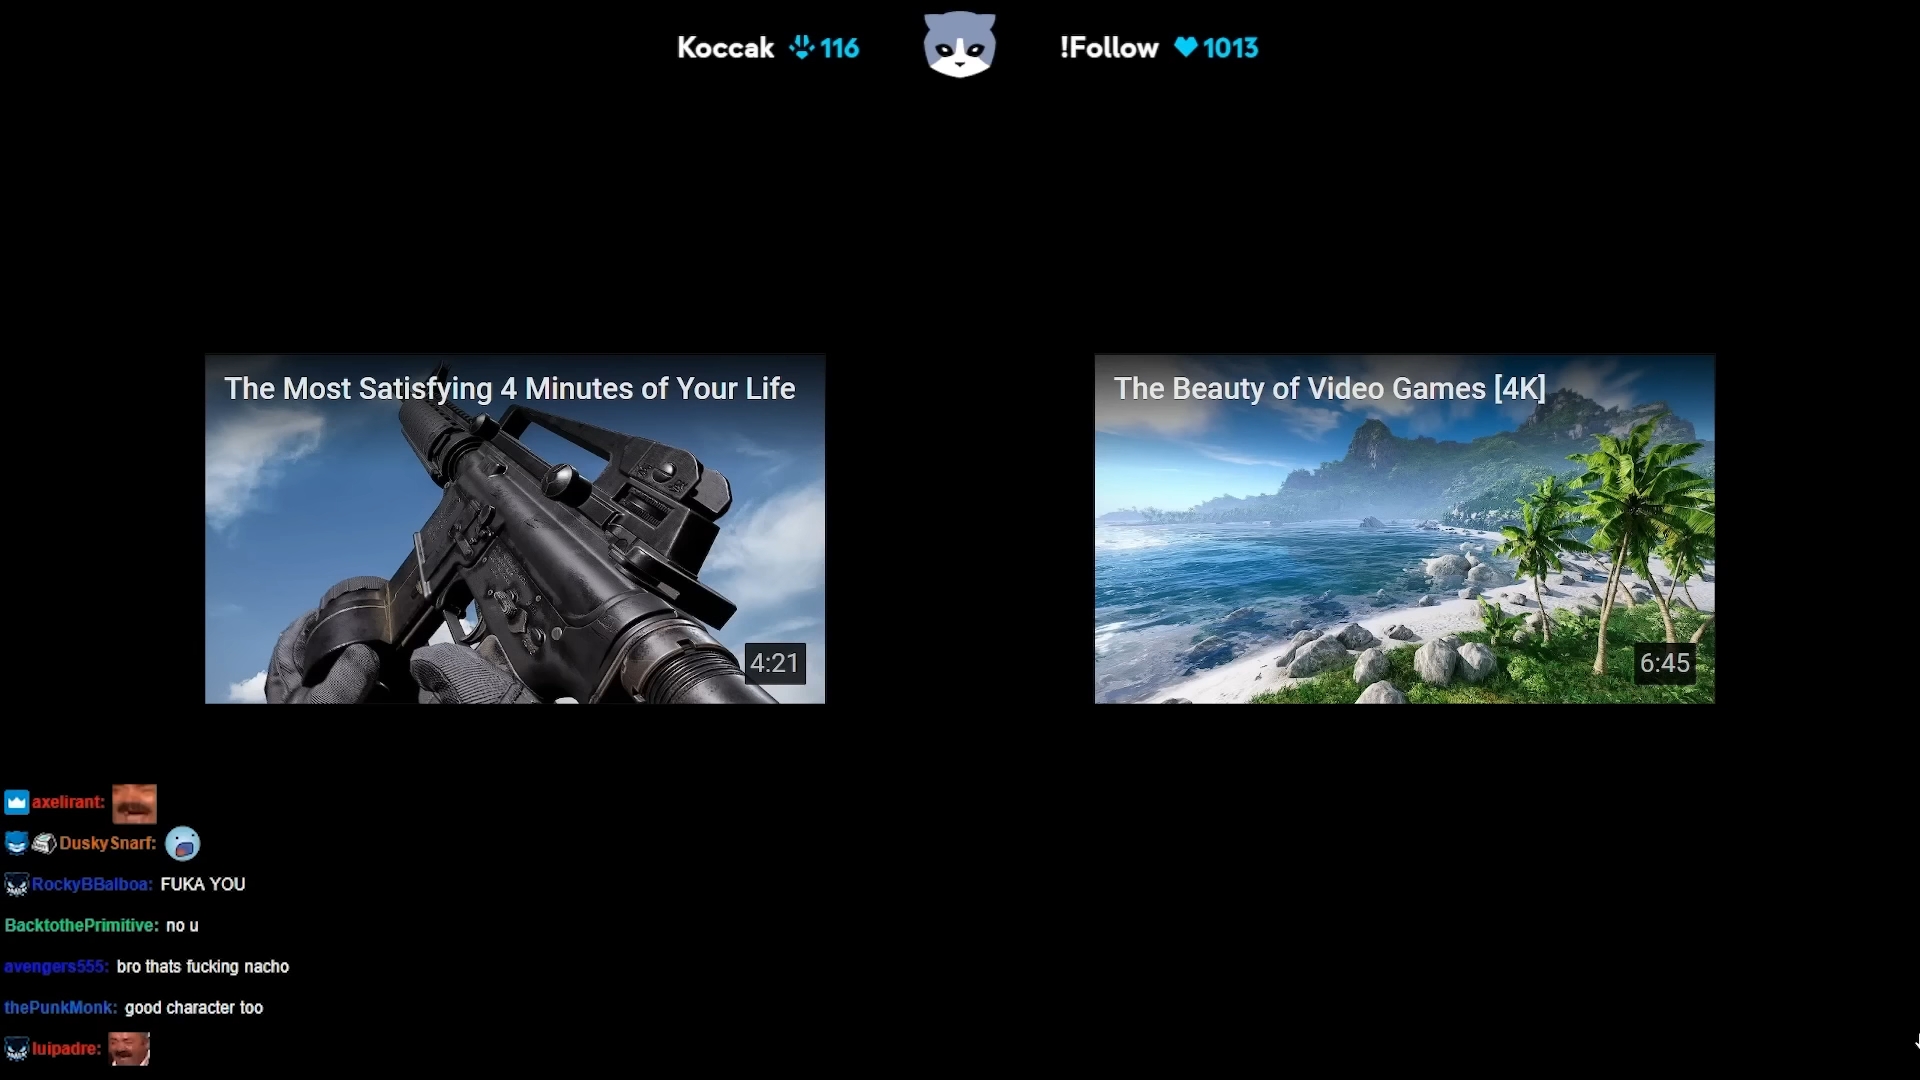 Koccak 116
!Follow 1013
The Most Satisfying 4 Minutes of Your Life
4:21
The Beauty of Video Games [4K]
6:45
axelirant:
DuskySnarf:
RockyBBalboa: FUKA YOU
BacktothePrimitive: no u
avengers555: bro thats fucking nacho
thePunkMonk: good character too
luipadre: